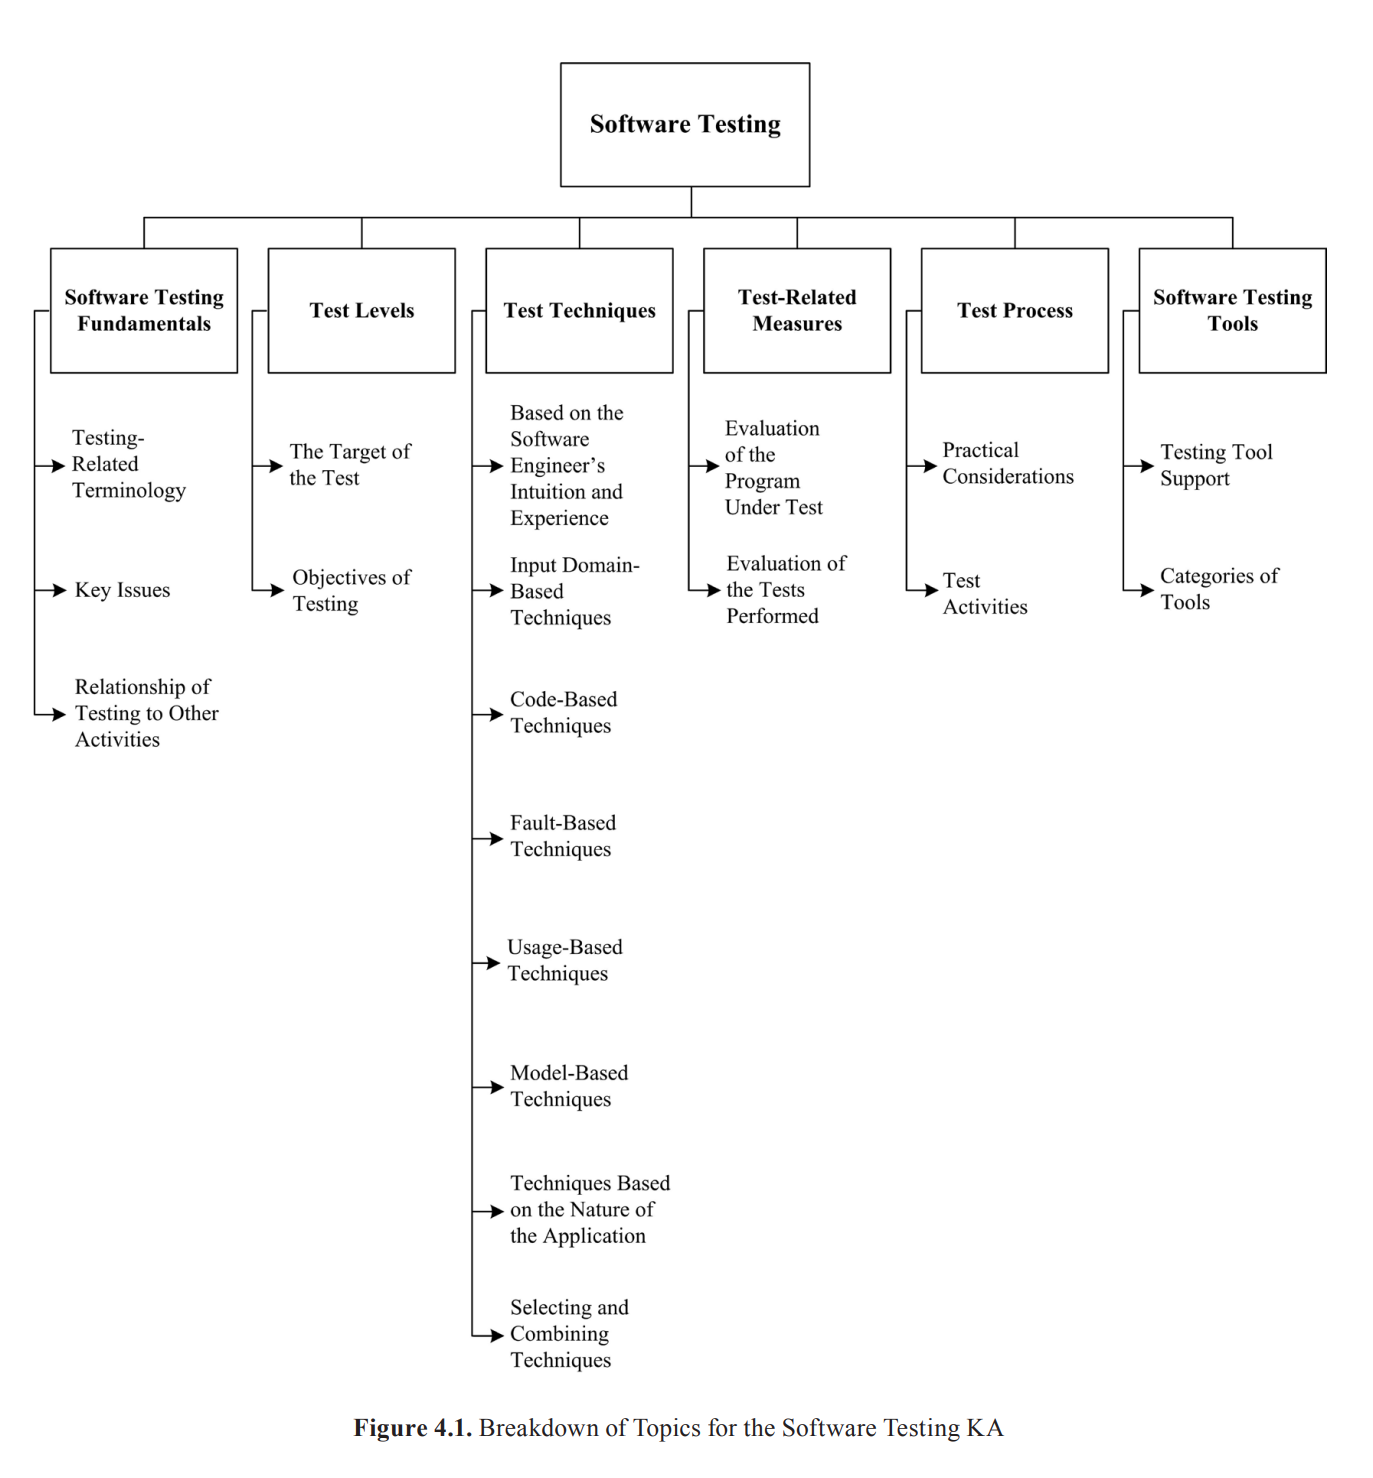 Software Testing
Software Testing
Fundamentals
Testing-
Related
Terminology
Key Issues
Relationship of
Testing to Other
Activities
Test Levels
The Target of
the Test
Objectives of
Testing
Test Techniques
Based on the
Software
Engineer’s
Intuition and
Experience
Input Domain-
Based
Techniques
Code-Based
Techniques
Fault-Based
Techniques
Usage-Based
Techniques
Model-Based
Techniques
Techniques Based
on the Nature of
the Application
Selecting and
Combining
Techniques
Test-Related
Measures
Evaluation
of the
Program
Under Test
Evaluation of
the Tests
Performed
Test Process
Practical
Considerations
Test
Activities
Software Testing
Tools
Testing Tool
Support
Categories of
Tools
Figure 4.1. Breakdown of Topics for the Software Testing KA